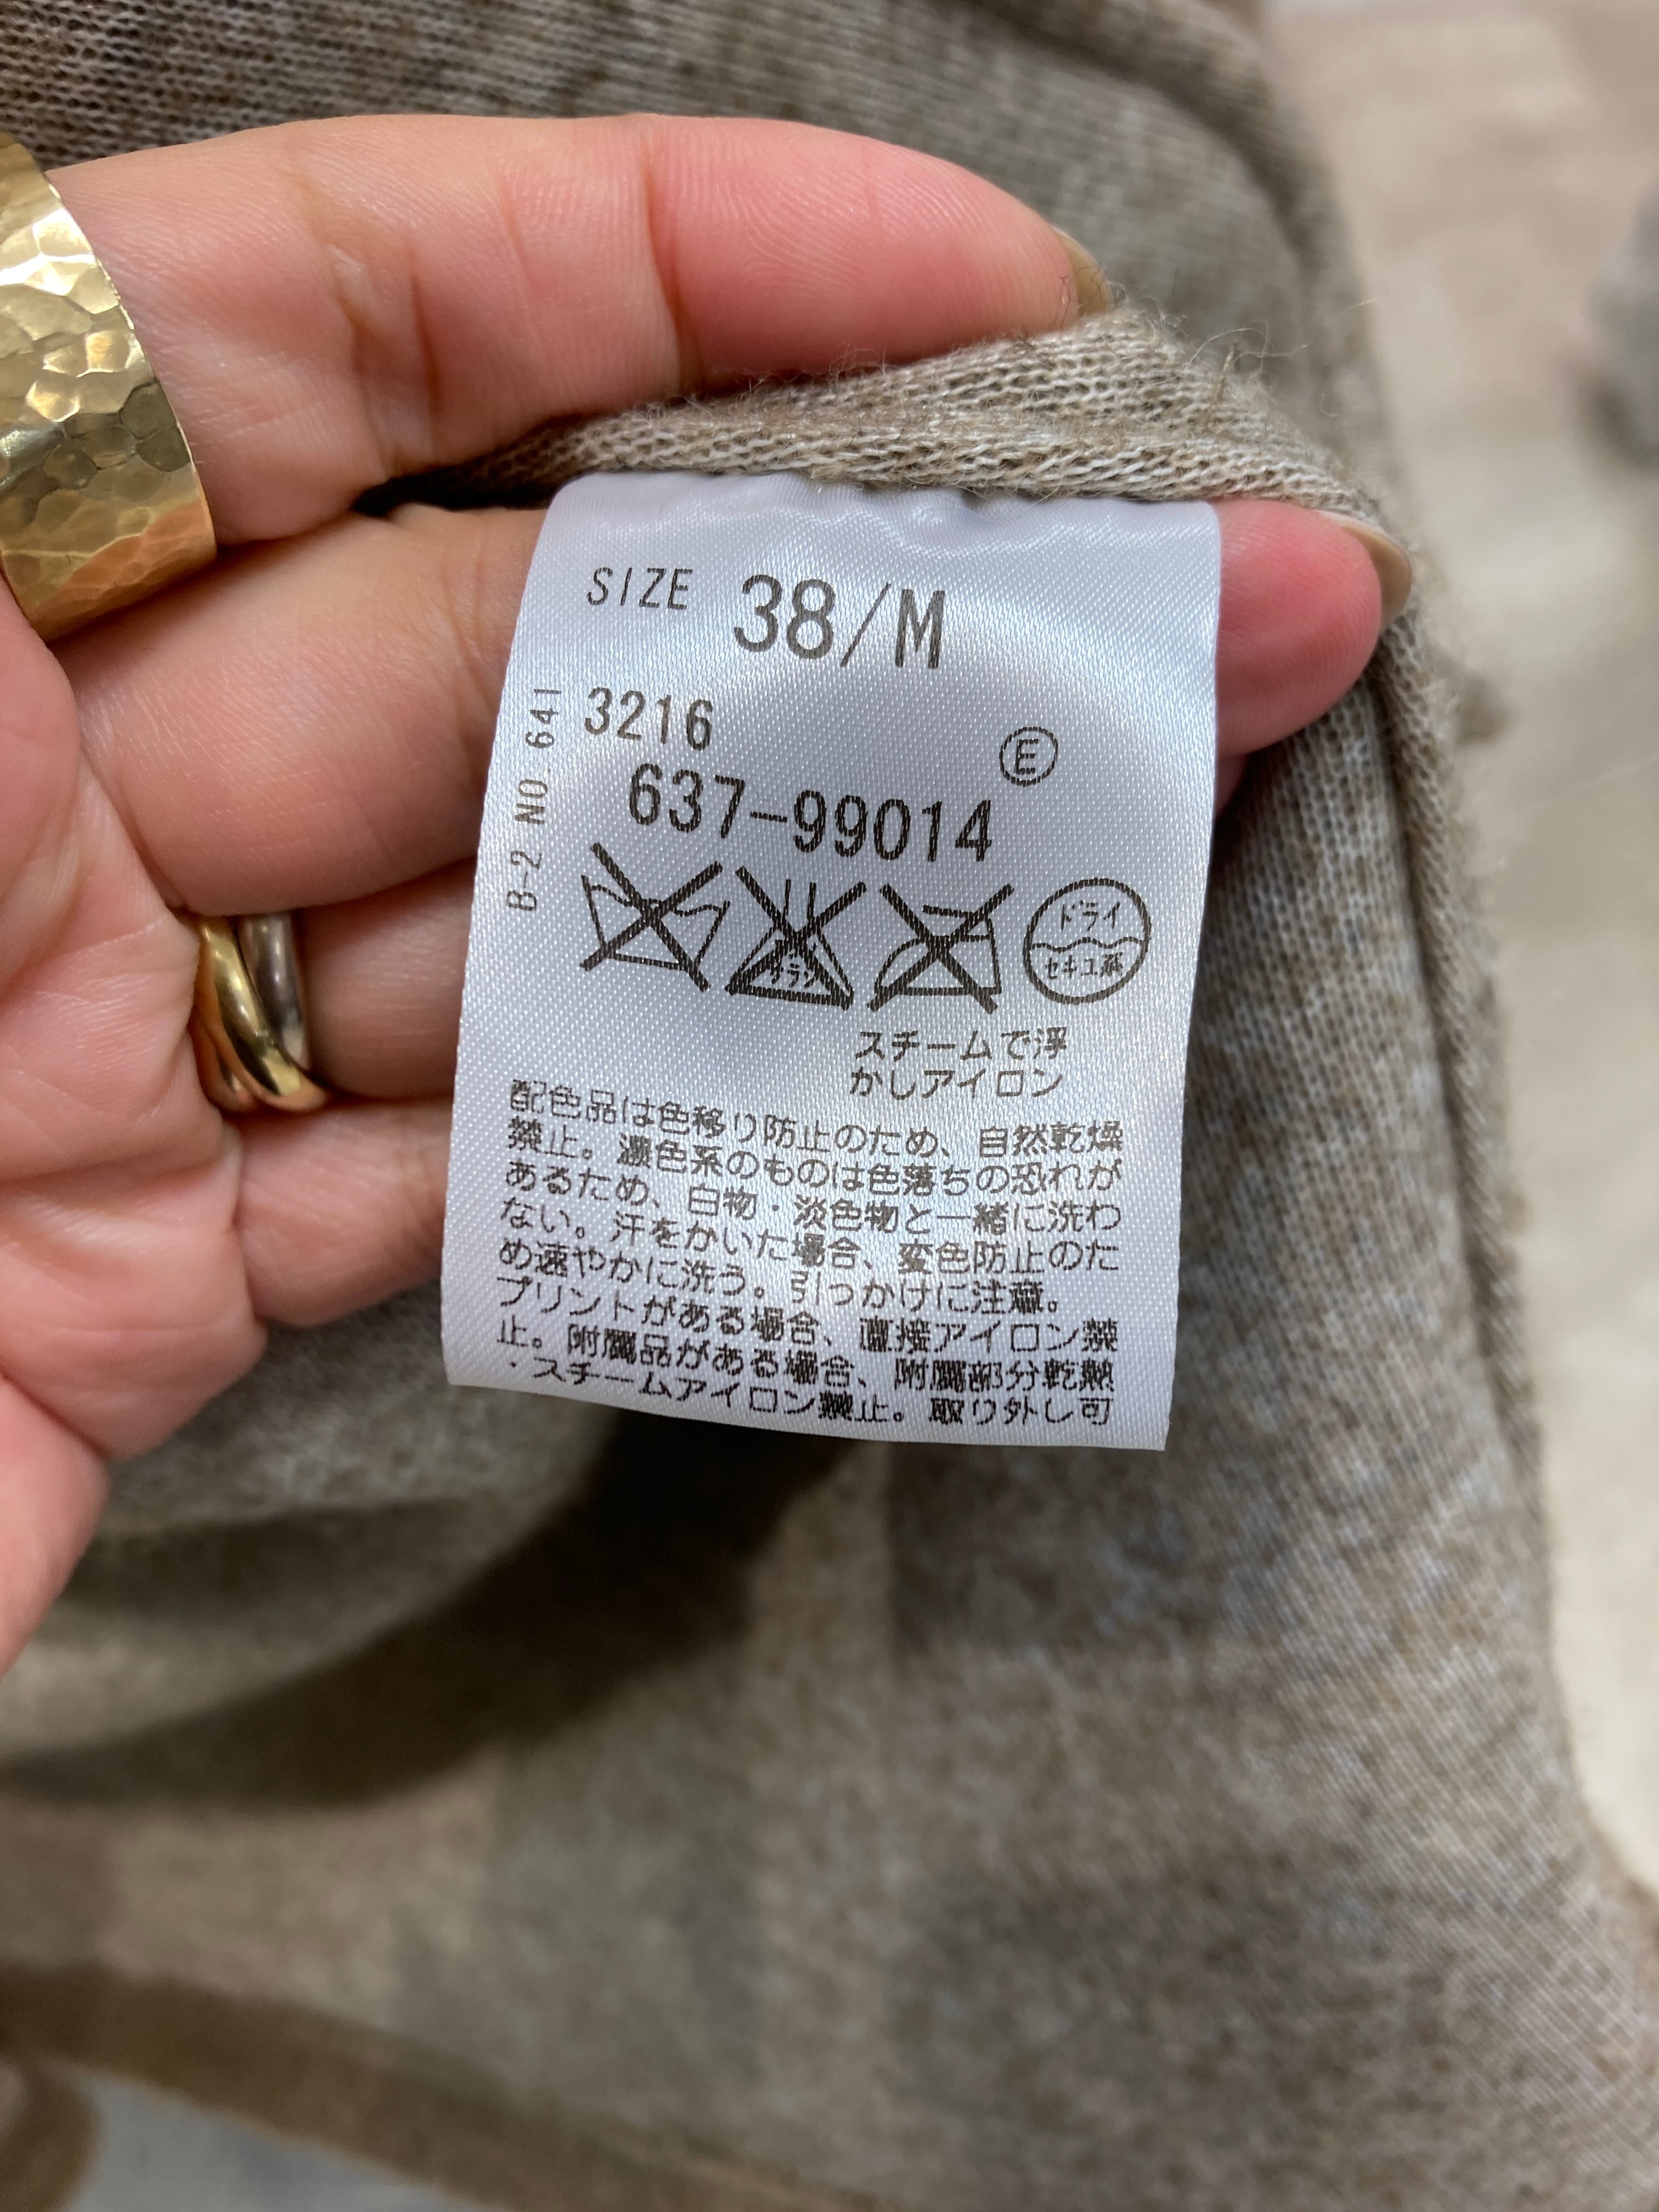 SIZE 38/M
3216
B-2 NO.641
E
637-99014
サラシ
ドライ
セキユ系
スチームで浮
かしアイロン
配色品は色移り防止のため、自然乾燥
禁止。濃色系のものは色落ちの恐れが
あるため、白物・淡色物と一緒に洗わ
ない。汗をかいた場合、変色防止のた
め速やかに洗う。引っかけに注意。
プリントがある場合、直接アイロン禁
止。附属品がある場合、附属部分乾熱
・スチームアイロン禁止。取り外し可